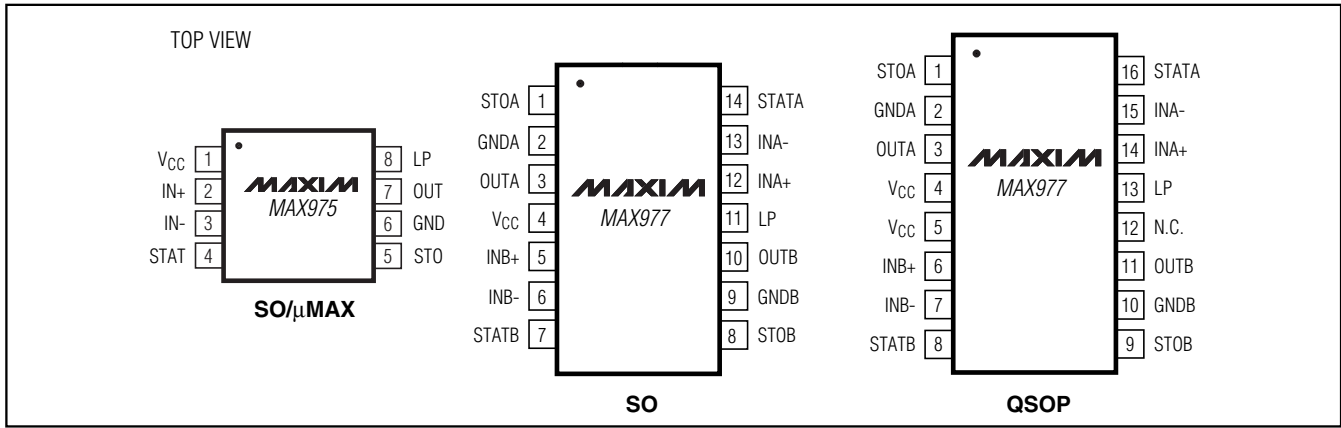 TOP VIEW
VCC 1
IN+ 2
IN- 3
STAT 4
8 LP
7 OUT
6 GND
5 STO
MAXIM
MAX975
SO/µMAX
STOA 1
GNDA 2
OUTA 3
VCC 4
INB+ 5
INB- 6
STATB 7
14 STATA
13 INA-
12 INA+
11 LP
10 OUTB
9 GNDB
8 STOB
MAXIM
MAX977
SO
STOA 1
GNDA 2
OUTA 3
VCC 4
VCC 5
INB+ 6
INB- 7
STATB 8
16 STATA
15 INA-
14 INA+
13 LP
12 N.C.
11 OUTB
10 GNDB
9 STOB
MAXIM
MAX977
QSOP